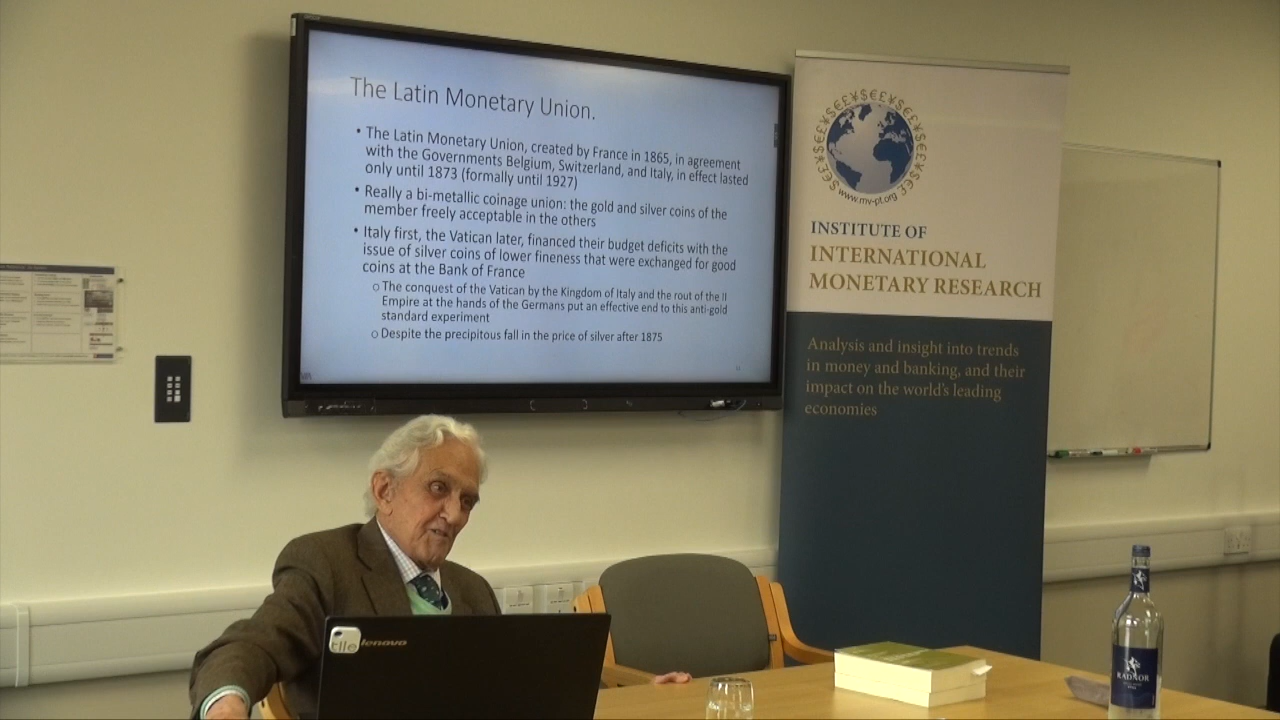 The Latin Monetary Union.
• The Latin Monetary Union, created by France in 1865, in agreement
with the Governments Belgium, Switzerland, and Italy, in effect lasted
only until 1873 (formally until 1927)
• Really a bi-metallic coinage union: the gold and silver coins of the
member freely acceptable in the others
• Italy first, the Vatican later, financed their budget deficits with the
issue of silver coins of lower fineness that were exchanged for good
coins at the Bank of France
o The conquest of the Vatican by the Kingdom of Italy and the rout of the II
Empire at the hands of the Germans put an effective end to this anti-gold
standard experiment
o Despite the precipitous fall in the price of silver after 1875
www.mv-pt.org
INSTITUTE OF
INTERNATIONAL
MONETARY RESEARCH
Analysis and insight into trends
in money and banking, and their
impact on the world's leading
economies
lenovo
RADNOR